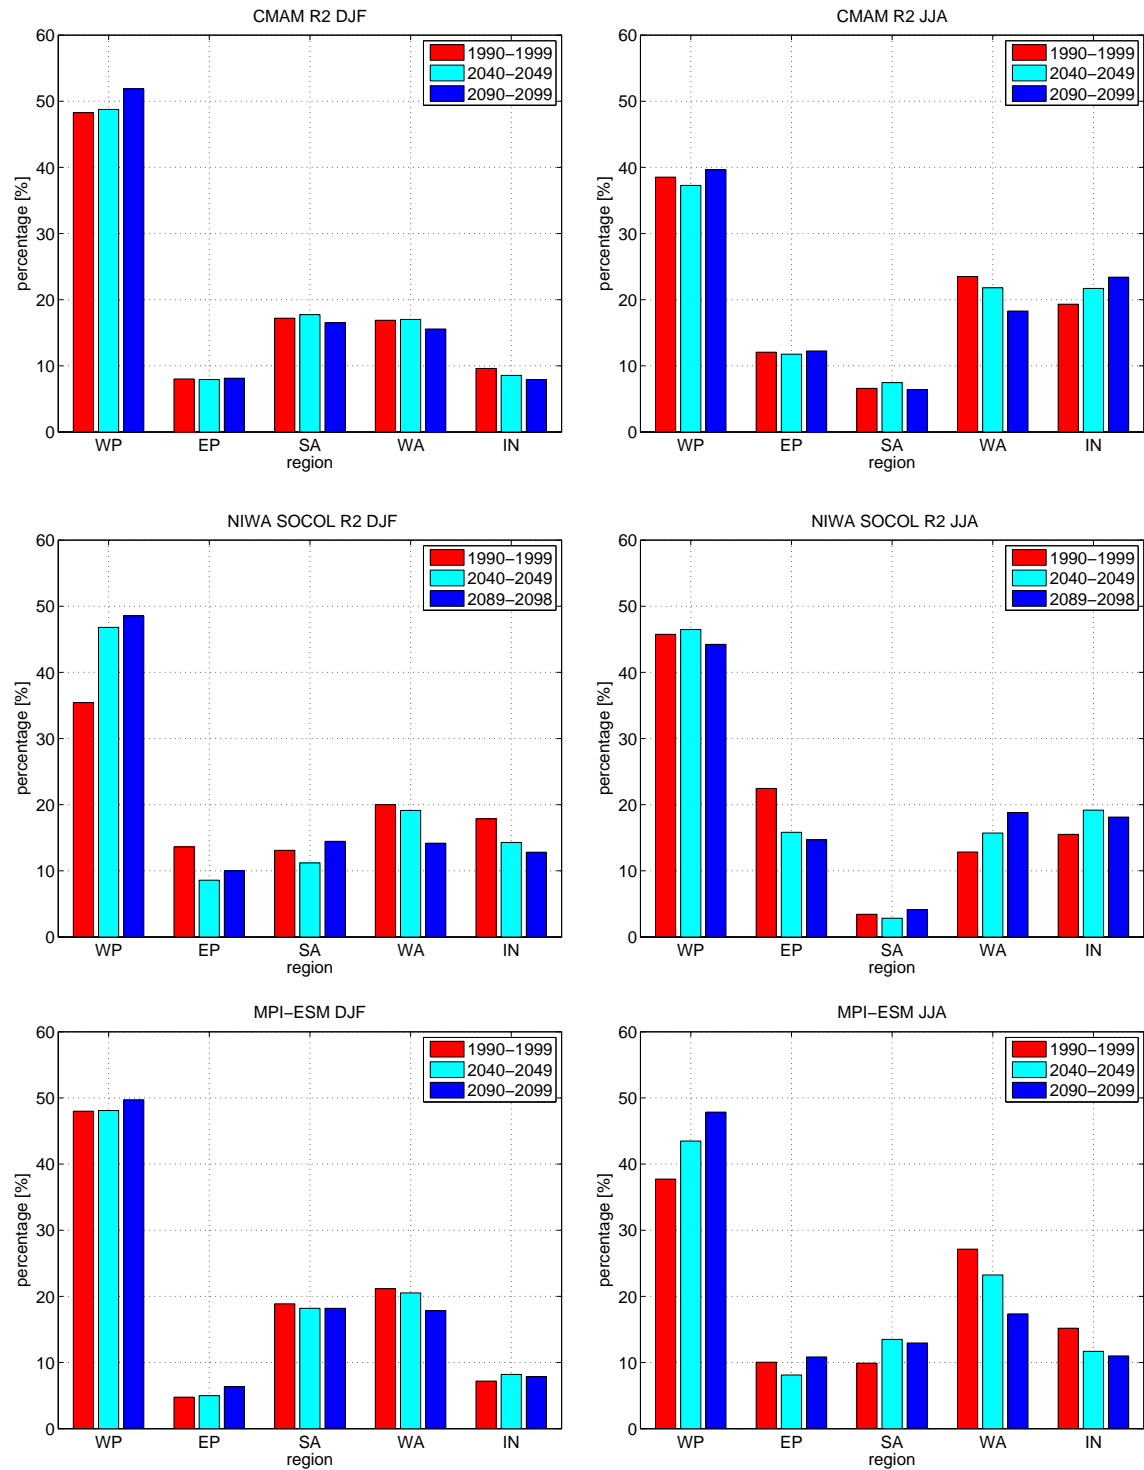 CMAM R2 DJF
60
50
40
30
20
10
0
percentage [%]
1990−1999
2040−2049
2090−2099
WP EP SA WA IN
region
CMAM R2 JJA
60
50
40
30
20
10
0
percentage [%]
1990−1999
2040−2049
2090−2099
WP EP SA WA IN
region
NIWA SOCOL R2 DJF
60
50
40
30
20
10
0
percentage [%]
1990−1999
2040−2049
2089−2098
WP EP SA WA IN
region
NIWA SOCOL R2 JJA
60
50
40
30
20
10
0
percentage [%]
1990−1999
2040−2049
2089−2098
WP EP SA WA IN
region
MPI−ESM DJF
60
50
40
30
20
10
0
percentage [%]
1990−1999
2040−2049
2090−2099
WP EP SA WA IN
region
MPI−ESM JJA
60
50
40
30
20
10
0
percentage [%]
1990−1999
2040−2049
2090−2099
WP EP SA WA IN
region